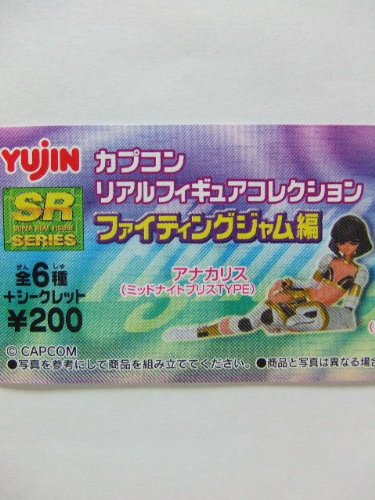 YUJIN
カプコン
リアルフィギュアコレクション
ファイティングジャム編
SR
SUPER REAL FIGURE
SERIES
ぜん しゅ
全6種
+シークレット
¥200
アナカリス
(ミッドナイトブリスTYPE)
© CAPCOM
●写真を参考にして商品を組み立ててください。 ●商品と写真は異なる場合